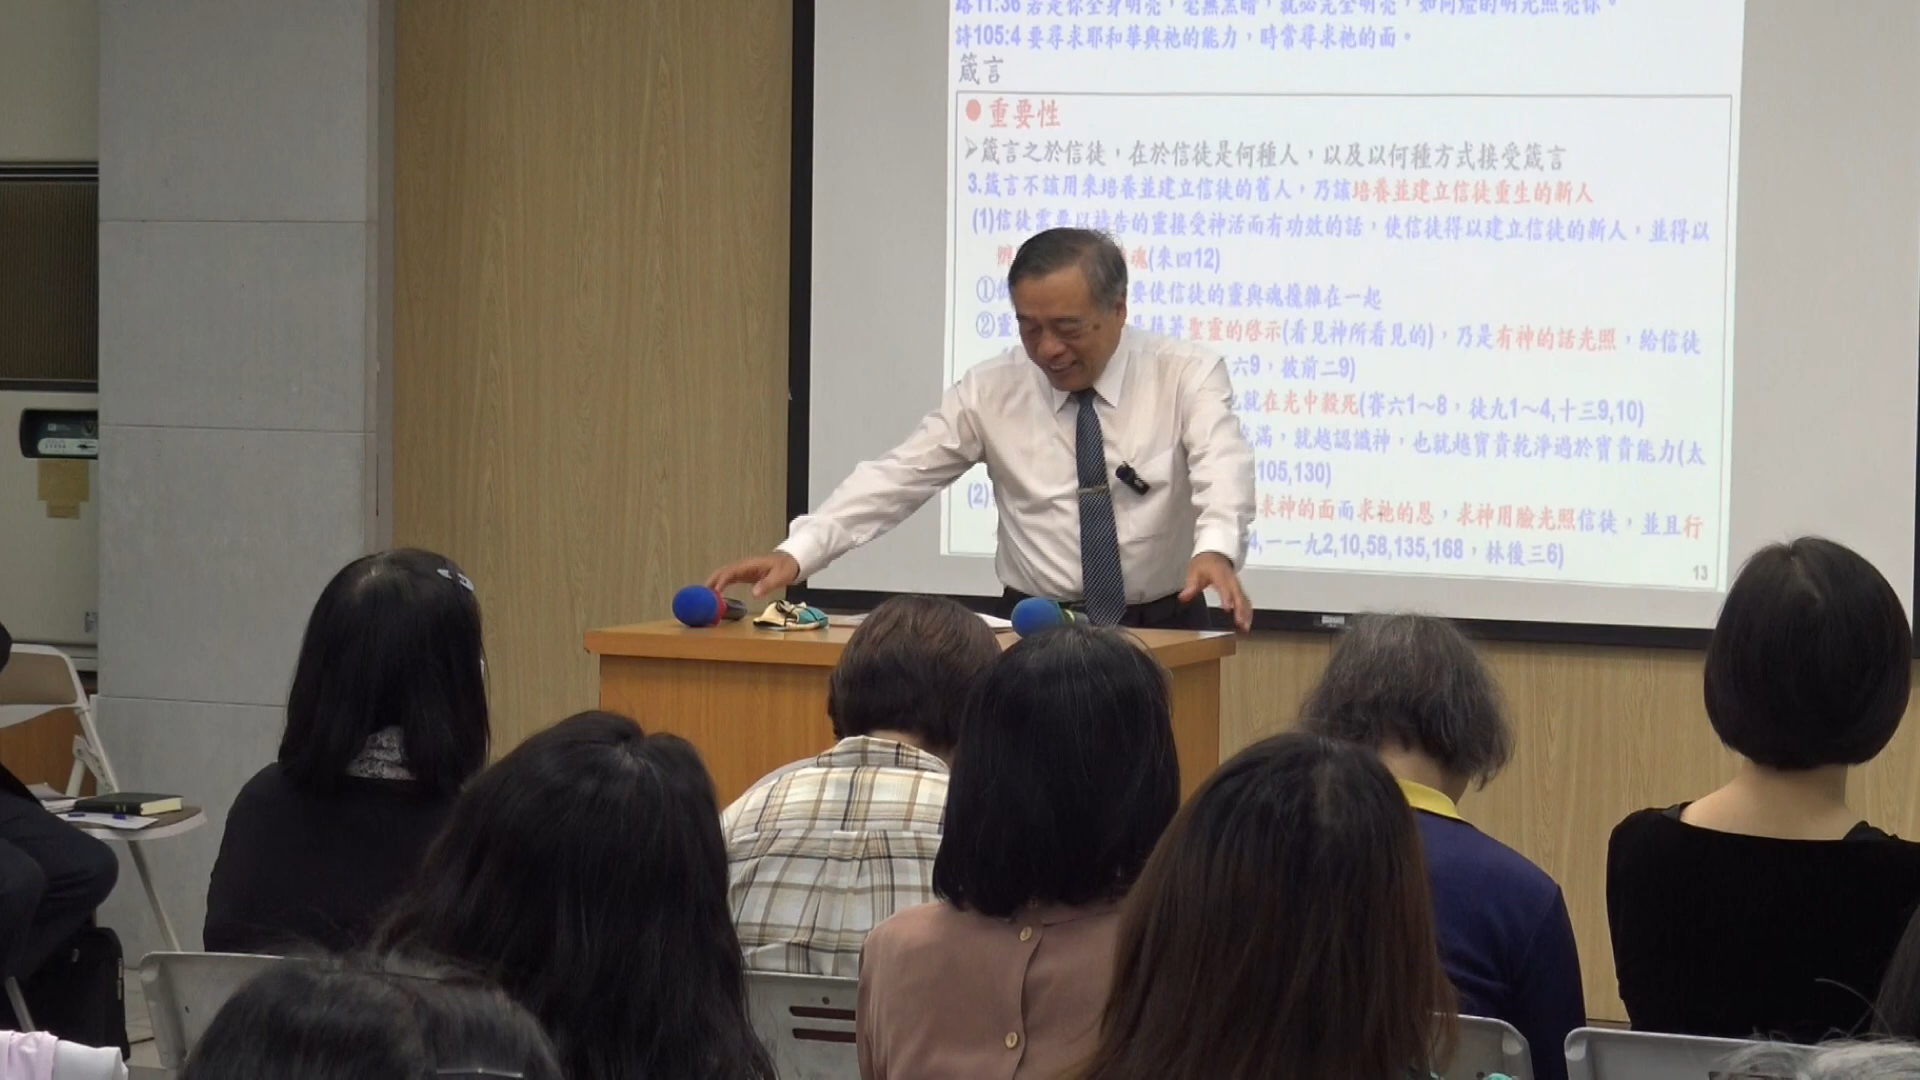 路11:36 若是你全身明亮，毫無黑暗，就必完全明亮，如同燈的明光照亮你。
詩105:4 要尋求耶和華與祂的能力，時常尋求祂的面。
箴言
●重要性
➢箴言之於信徒，在於信徒是何種人，以及以何種方式接受箴言
3.箴言不該用來培養並建立信徒的舊人，乃該培養並建立信徒重生的新人
(1)信徒需要以禱告的靈接受神活而有功效的話，使信徒得以建立信徒的新人，並得以
魂(來四12)
① 要使信徒的靈與魂攙雜在一起
②靈 是藉著聖靈的啓示(看見神所看見的)，乃是有神的話光照，給信徒
六9，彼前二9)
就在光中殺死(賽六1～8，徒九1～4,十三9,10)
滿，就越認識神，也就越寶貴乾淨過於寶貴能力(太
105,130)
(2) 求神的面而求祂的恩，求神用臉光照信徒，並且行
4,一一九2,10,58,135,168，林後三6)
13